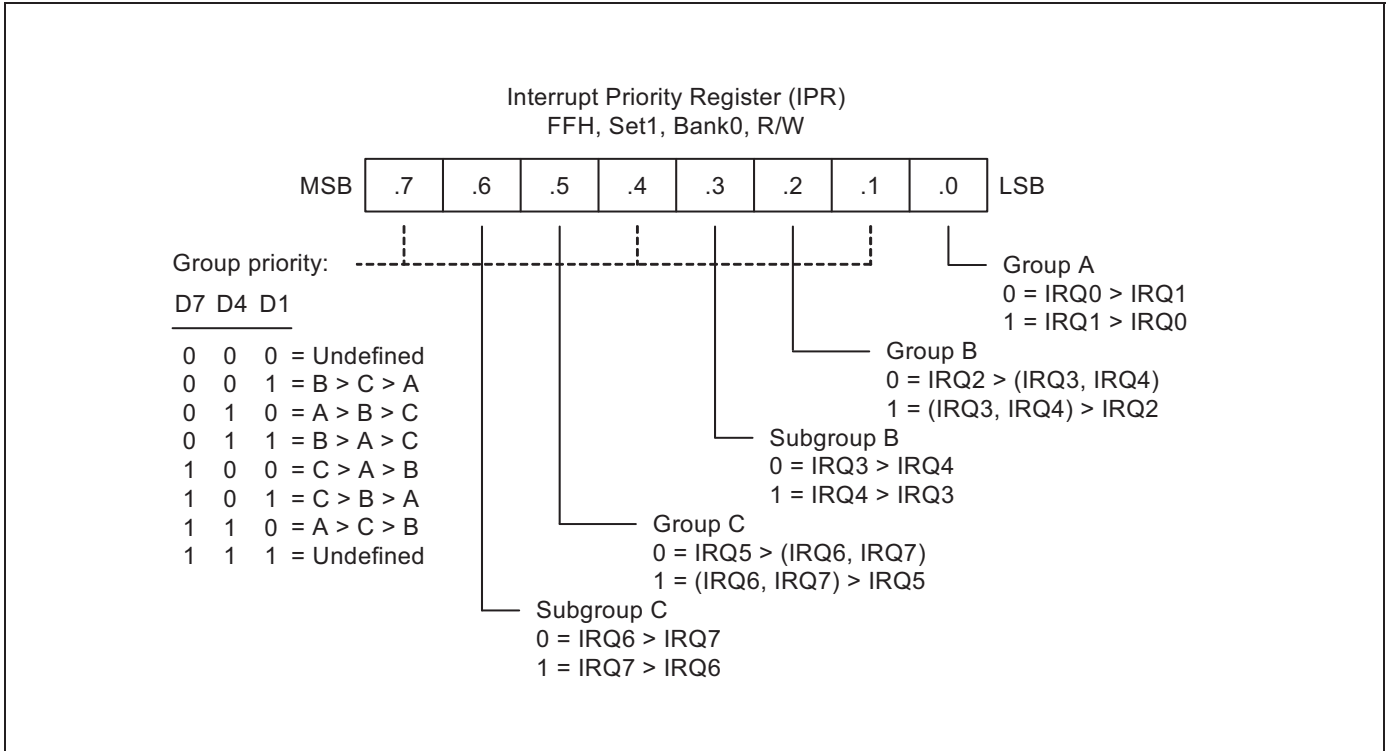 Interrupt Priority Register (IPR)
FFH, Set1, Bank0, R/W
MSB .7 .6 .5 .4 .3 .2 .1 .0 LSB
Group priority:
D7 D4 D1
0 0 0 = Undefined
0 0 1 = B > C > A
0 1 0 = A > B > C
0 1 1 = B > A > C
1 0 0 = C > A > B
1 0 1 = C > B > A
1 1 0 = A > C > B
1 1 1 = Undefined
Group A
0 = IRQ0 > IRQ1
1 = IRQ1 > IRQ0
Group B
0 = IRQ2 > (IRQ3, IRQ4)
1 = (IRQ3, IRQ4) > IRQ2
Subgroup B
0 = IRQ3 > IRQ4
1 = IRQ4 > IRQ3
Group C
0 = IRQ5 > (IRQ6, IRQ7)
1 = (IRQ6, IRQ7) > IRQ5
Subgroup C
0 = IRQ6 > IRQ7
1 = IRQ7 > IRQ6